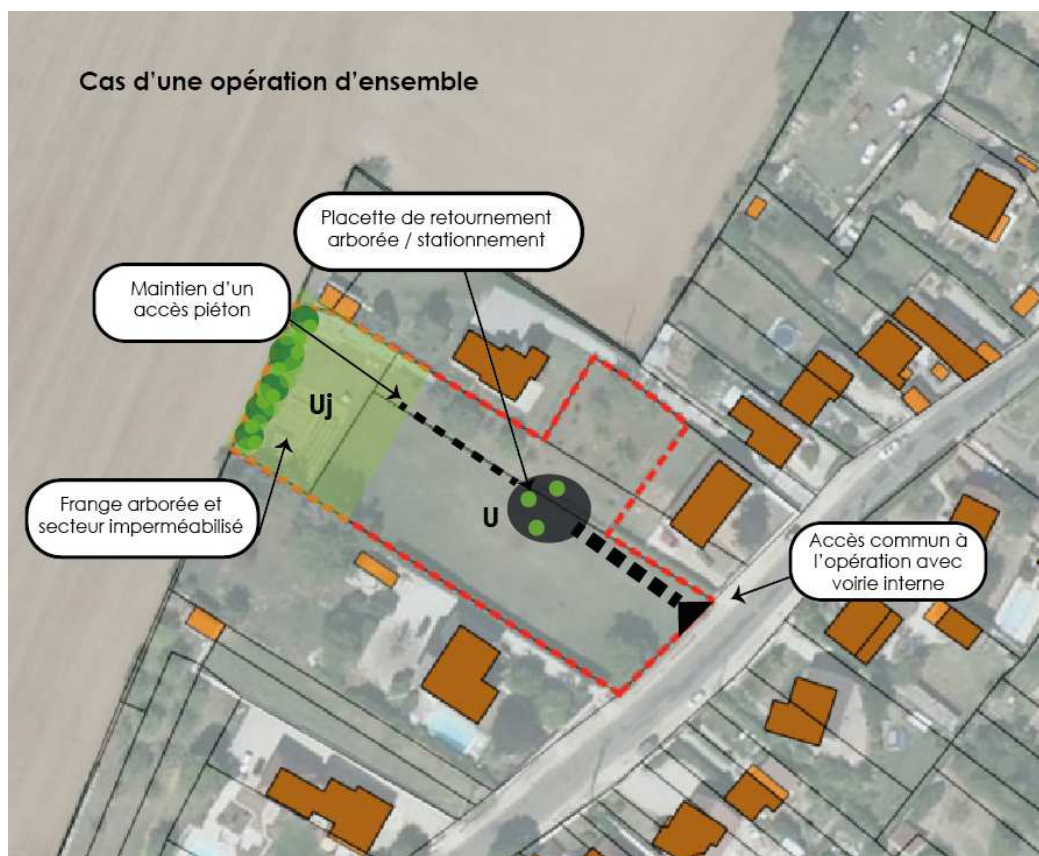 Cas d'une opération d'ensemble
Placette de retournement
arborée / stationnement
Maintien d'un
accès piéton
Uj
Frange arborée et
secteur imperméabilisé
U
Accès commun à
l'opération avec
voirie interne